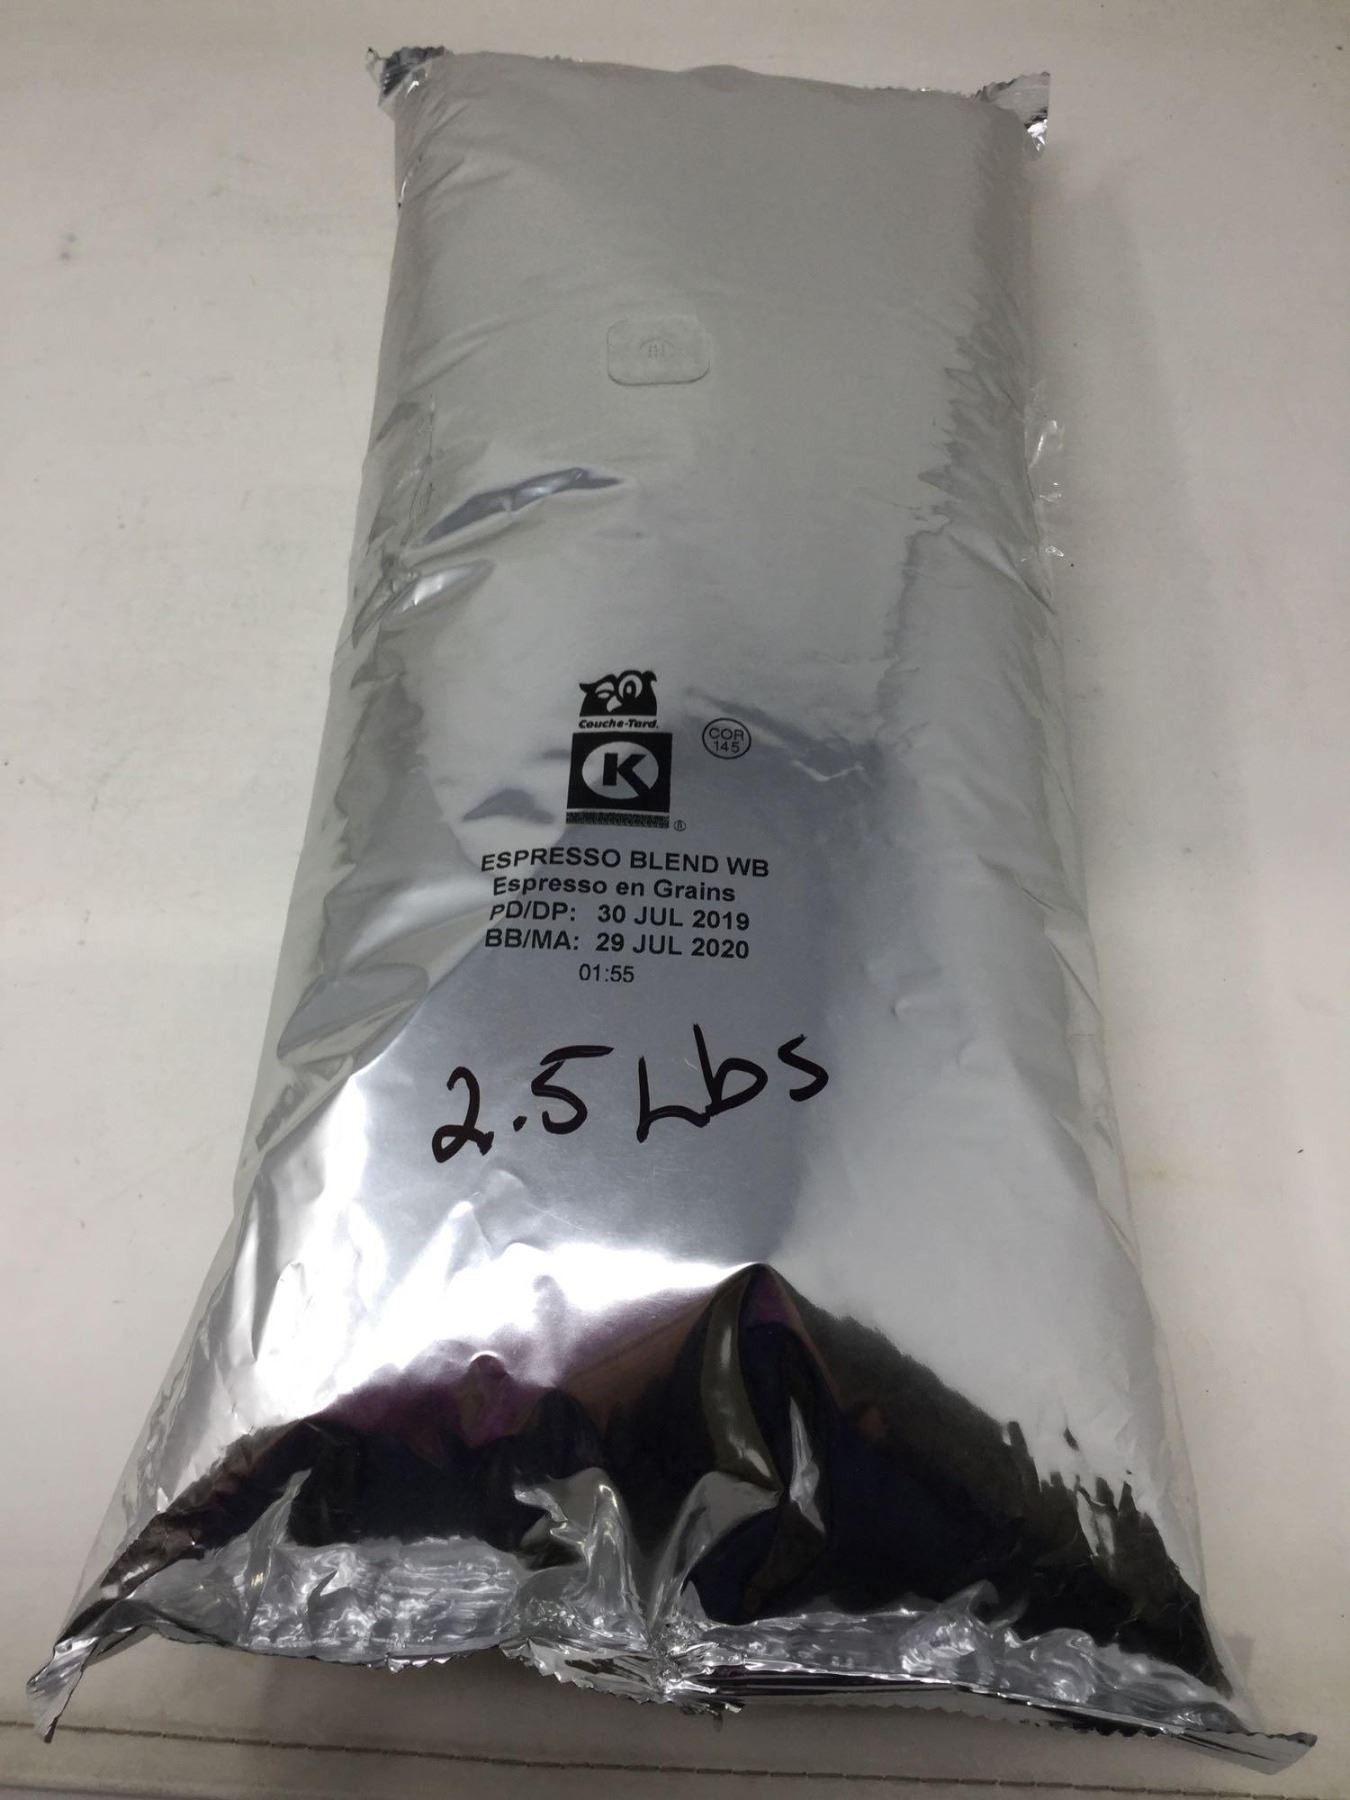 Couche-Tard.
COR
145
K
®
ESPRESSO BLEND WB
Espresso en Grains
PD/DP: 30 JUL 2019
BB/MA: 29 JUL 2020
01:55
2.5 Lbs